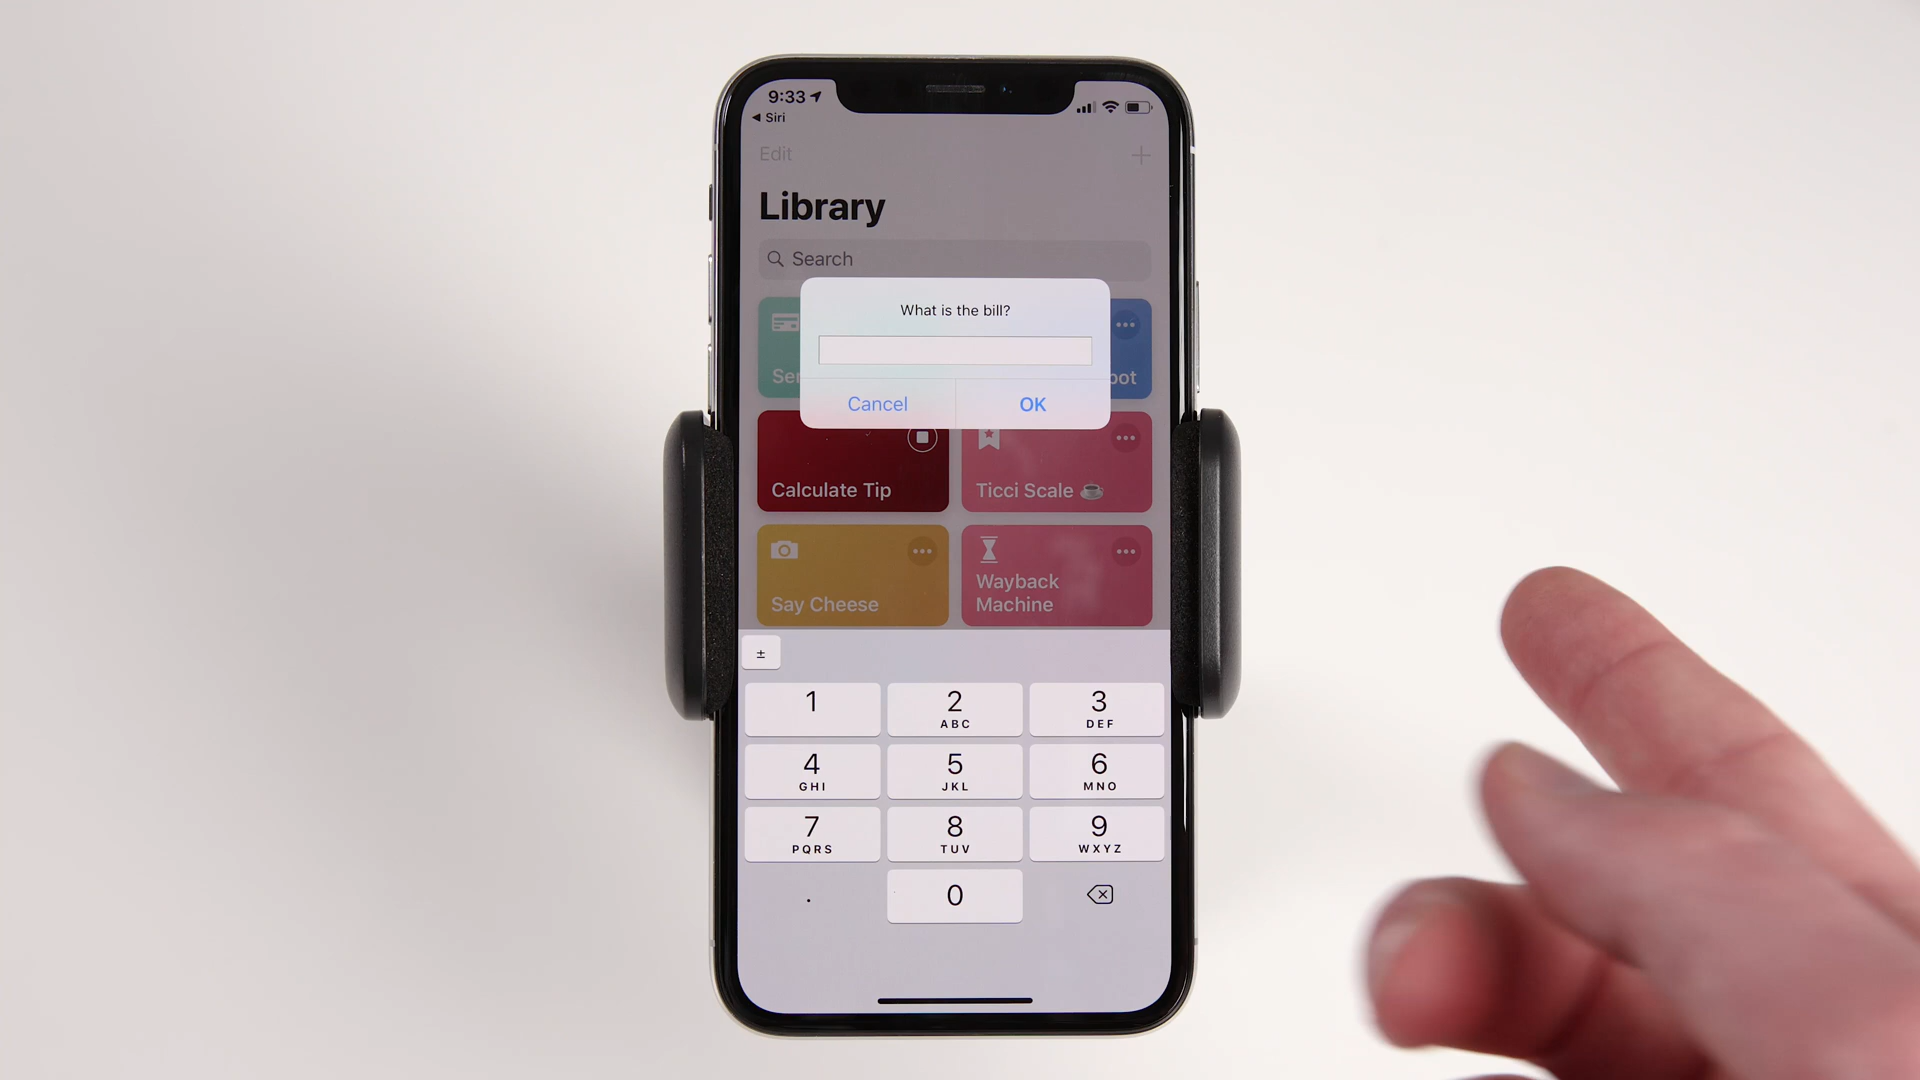 9:33
Siri
Edit
Library
Search
What is the bill?
Cancel
OK
Calculate Tip
Ticci Scale
Say Cheese
Wayback
Machine
±
1
2
ABC
3
DEF
4
GHI
5
JKL
6
MNO
7
PQRS
8
TUV
9
WXYZ
.
0